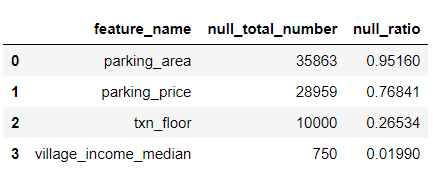 feature_name null_total_number null_ratio
0 parking_area 35863 0.95160
1 parking_price 28959 0.76841
2 txn_floor 10000 0.26534
3 village_income_median 750 0.01990